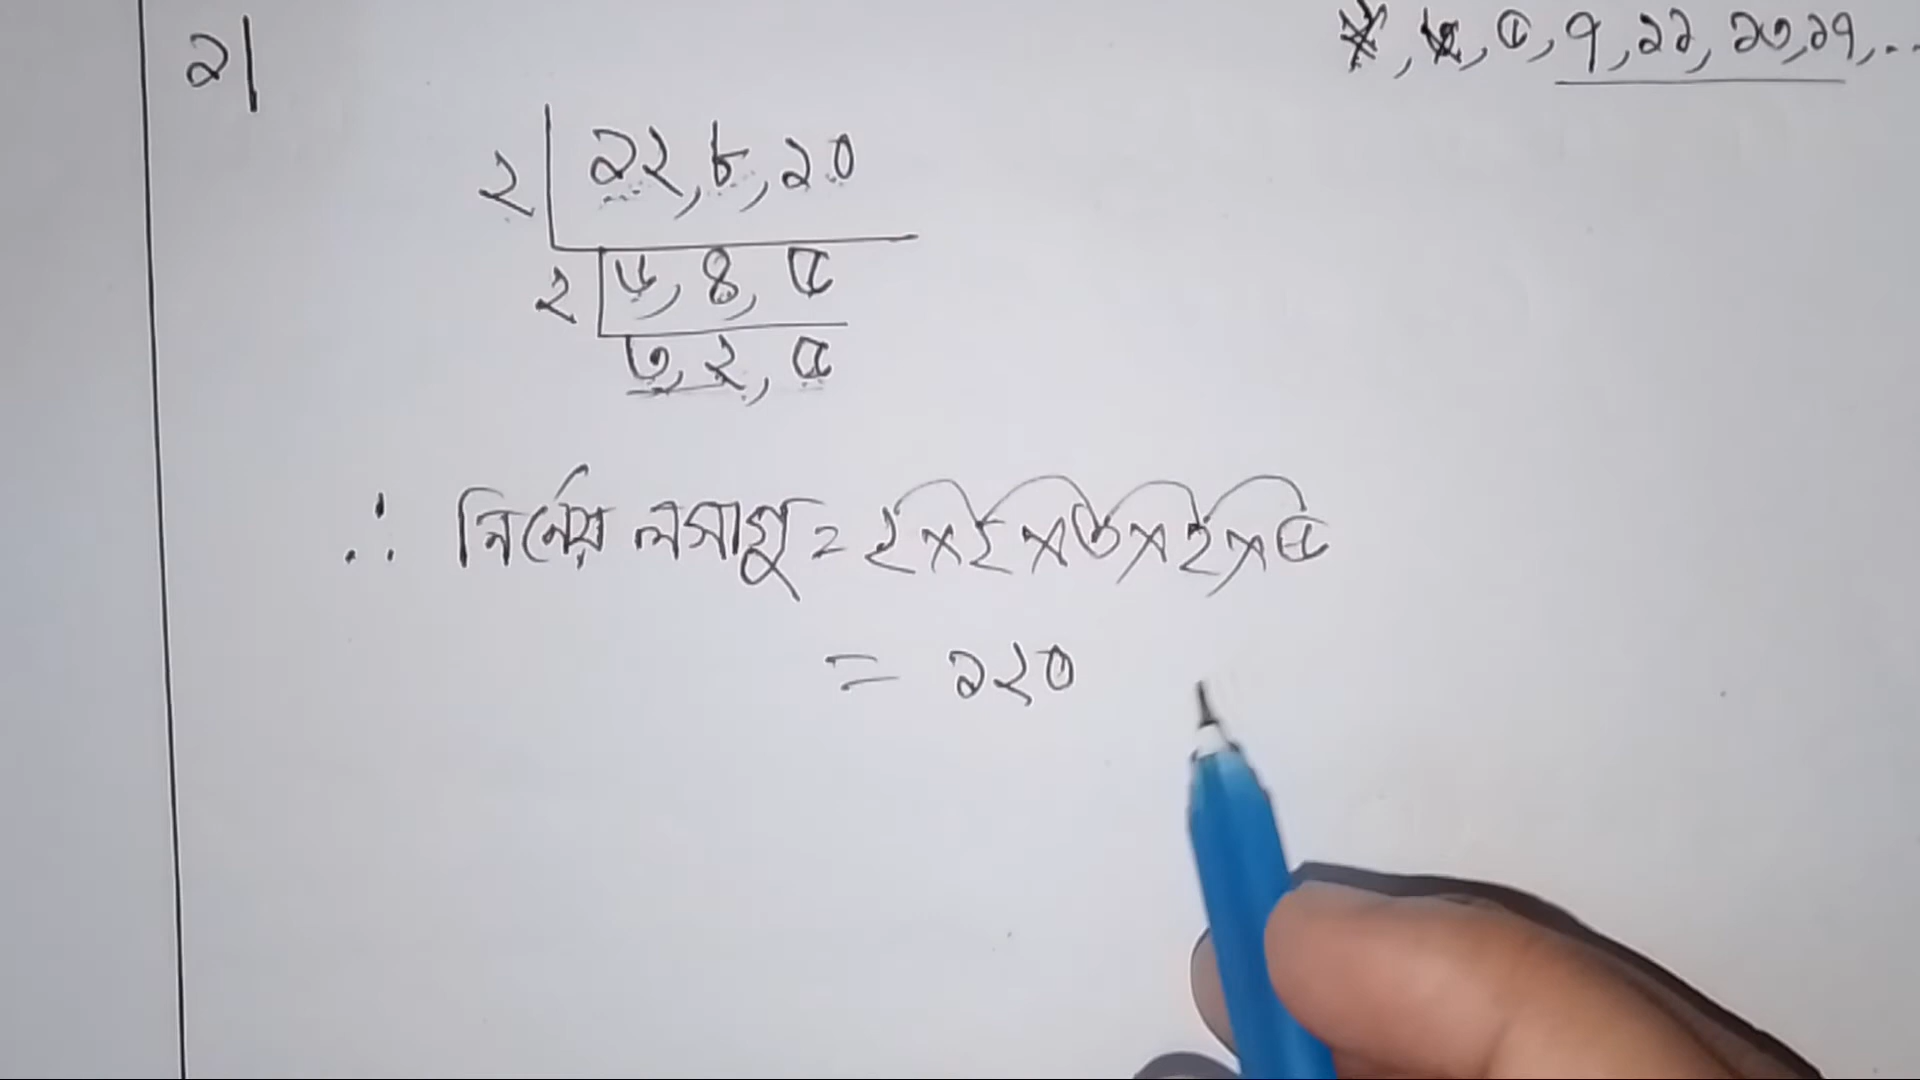 ১।
২, ৩, ৫, ৭, ১১, ১৩, ১৭, ...
২ | ১২, ৮, ১০
২ | ৬, ৪, ৫
৩, ২, ৫
∴ নির্নেয় লসাগু = ২ × ২ × ৩ × ২ × ৫
= ১২০